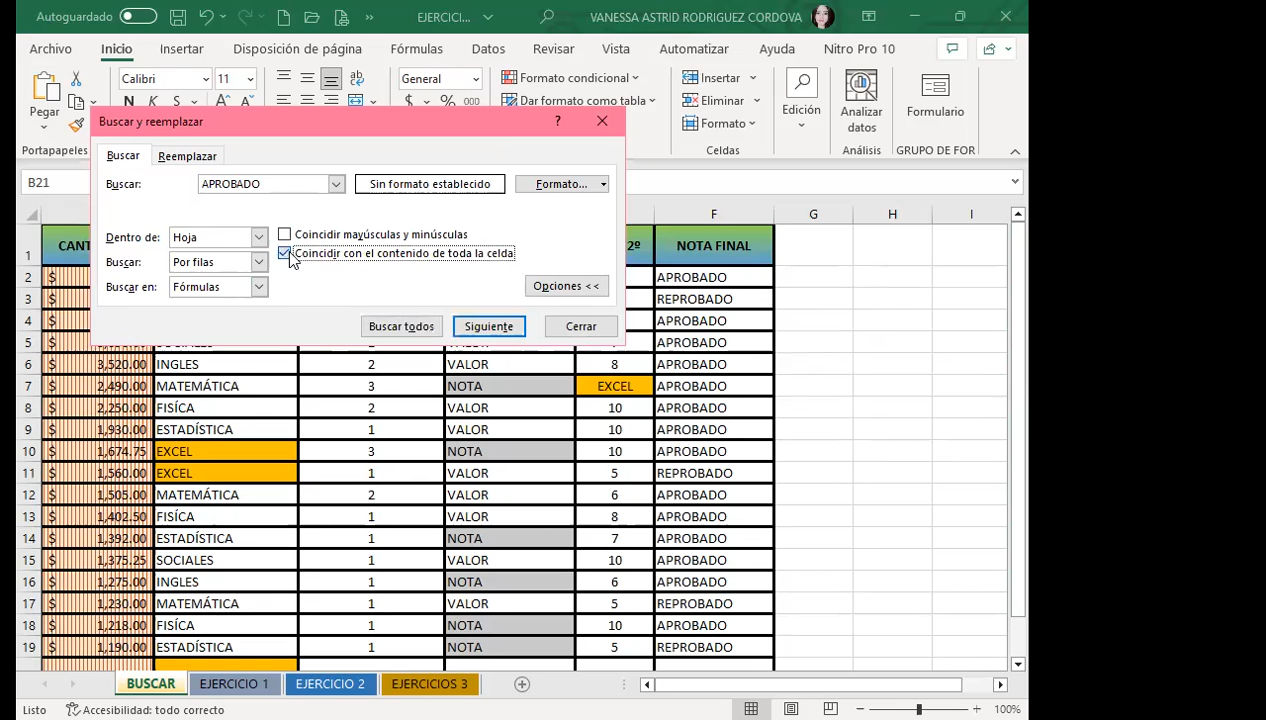 Autoguardado
EJERCICI...
VANESSA ASTRID RODRIGUEZ CORDOVA
Archivo Inicio Insertar Disposición de página Fórmulas Datos Revisar Vista Automatizar Ayuda Nitro Pro 10
Calibri 11 General Formato condicional Insertar
Pegar N K S $ % 000 Dar formato como tabla Eliminar Edición Analizar datos Formulario
Formato
Portapapeles Celdas Análisis GRUPO DE FOR
Buscar y reemplazar ?
Buscar Reemplazar
Buscar: APROBADO Sin formato establecido Formato...
Dentro de: Hoja Coincidir mayúsculas y minúsculas
Coincidir con el contenido de toda la celda
Buscar: Por filas
Buscar en: Fórmulas Opciones <<
Buscar todos Siguiente Cerrar
B21
F G H I
1 CANT 2º NOTA FINAL
2 $ APROBADO
3 $ REPROBADO
4 $ APROBADO
5 $ APROBADO
6 $ 3,520.00 INGLES 2 VALOR 8 APROBADO
7 $ 2,490.00 MATEMÁTICA 3 NOTA EXCEL APROBADO
8 $ 2,250.00 FISÍCA 2 VALOR 10 APROBADO
9 $ 1,930.00 ESTADÍSTICA 1 VALOR 10 APROBADO
10 $ 1,674.75 EXCEL 3 NOTA 10 APROBADO
11 $ 1,560.00 EXCEL 1 VALOR 5 REPROBADO
12 $ 1,505.00 MATEMÁTICA 2 VALOR 6 APROBADO
13 $ 1,402.50 FISÍCA 1 VALOR 8 APROBADO
14 $ 1,392.00 ESTADÍSTICA 1 NOTA 7 APROBADO
15 $ 1,375.25 SOCIALES 1 VALOR 10 APROBADO
16 $ 1,275.00 INGLES 1 NOTA 6 APROBADO
17 $ 1,230.00 MATEMÁTICA 1 VALOR 5 REPROBADO
18 $ 1,218.00 FISÍCA 1 NOTA 10 APROBADO
19 $ 1,190.00 ESTADÍSTICA 1 NOTA 5 REPROBADO
BUSCAR EJERCICIO 1 EJERCICIO 2 EJERCICIOS 3
Listo Accesibilidad: todo correcto 100%